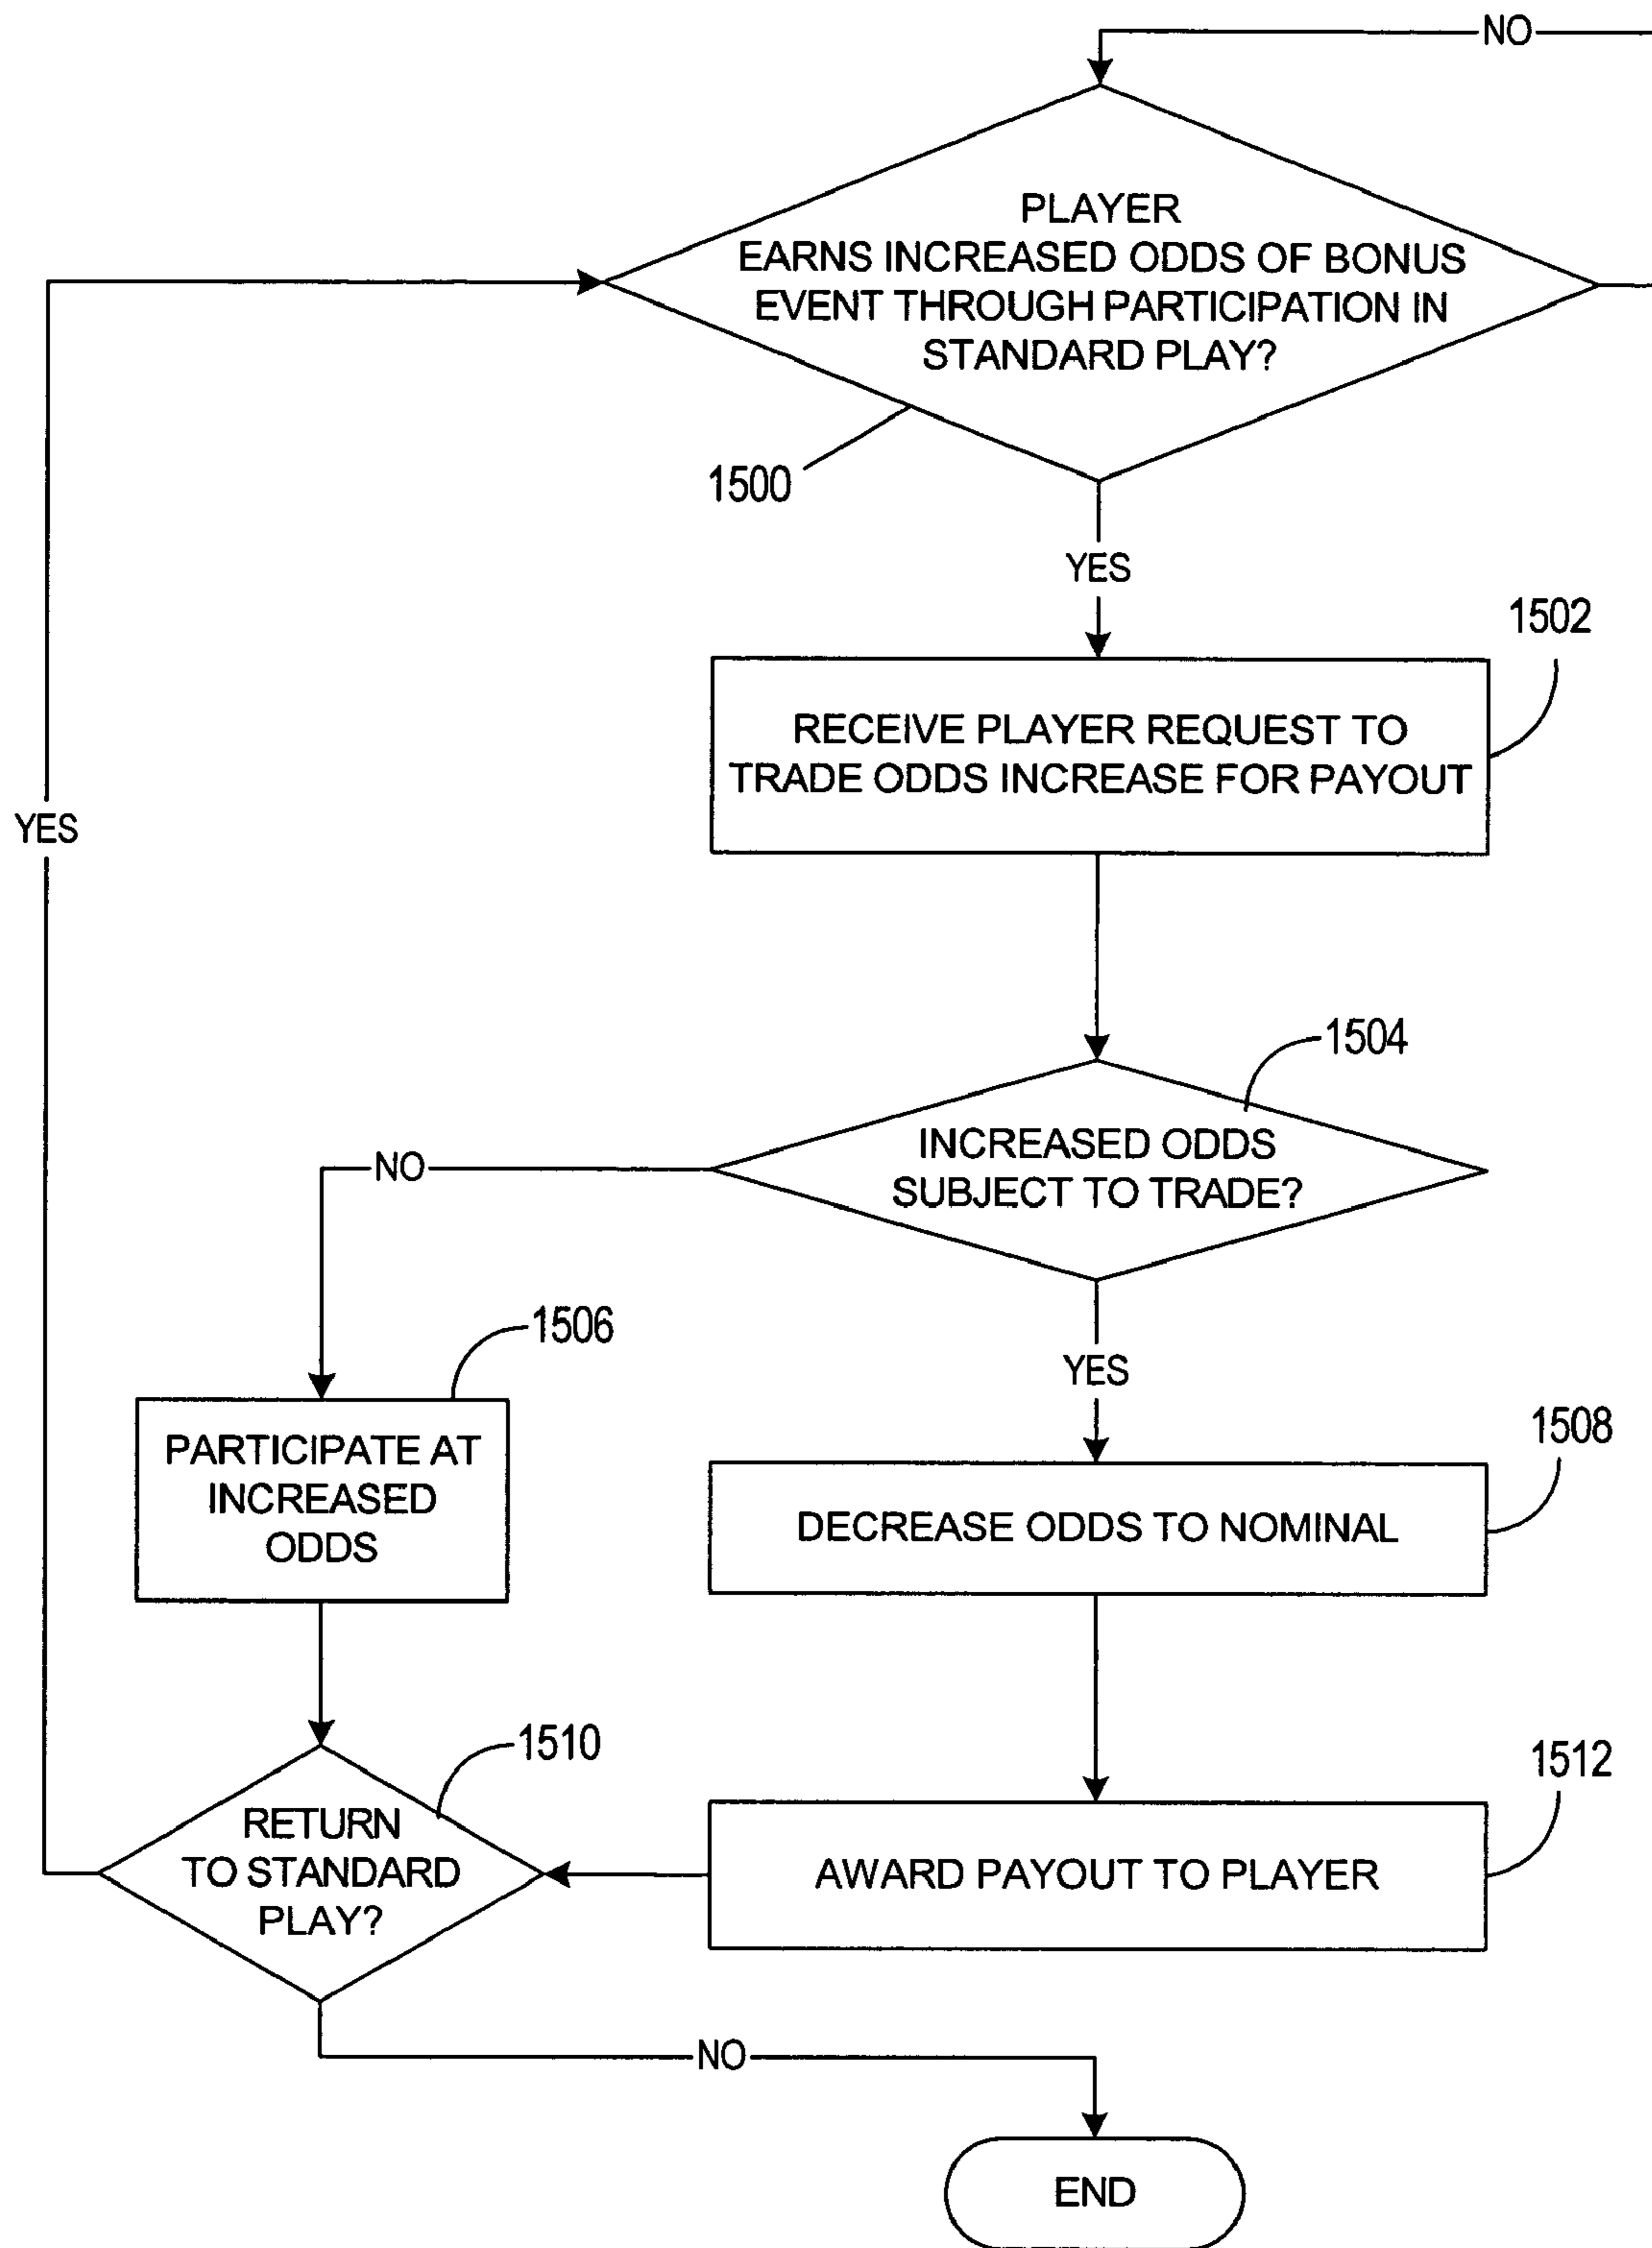 NO
PLAYER
EARNS INCREASED ODDS OF BONUS
EVENT THROUGH PARTICIPATION IN
STANDARD PLAY?
1500
YES
1502
RECEIVE PLAYER REQUEST TO
TRADE ODDS INCREASE FOR PAYOUT
YES
1504
INCREASED ODDS
SUBJECT TO TRADE?
NO
1506
YES
PARTICIPATE AT
INCREASED
ODDS
1508
DECREASE ODDS TO NOMINAL
1510
RETURN
TO STANDARD
PLAY?
1512
AWARD PAYOUT TO PLAYER
NO
END